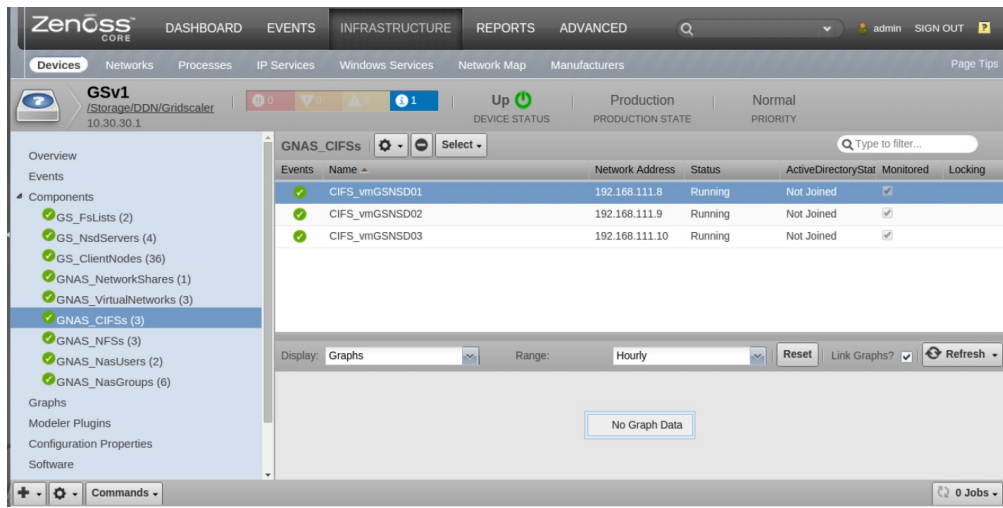 Zenōss CORE DASHBOARD EVENTS INFRASTRUCTURE REPORTS ADVANCED admin SIGN OUT ?
Devices Networks Processes IP Services Windows Services Network Map Manufacturers Page Tips
GSv1
/Storage/DDN/Gridscaler
10.30.30.1
0 0 0 1
Up
DEVICE STATUS
Production
PRODUCTION STATE
Normal
PRIORITY
Overview
Events
Components
GS_FsLists (2)
GS_NsdServers (4)
GS_ClientNodes (36)
GNAS_NetworkShares (1)
GNAS_VirtualNetworks (3)
GNAS_CIFSs (3)
GNAS_NFSs (3)
GNAS_NasUsers (2)
GNAS_NasGroups (6)
Graphs
Modeler Plugins
Configuration Properties
Software
GNAS_CIFSs Select Type to filter...
Events Name Network Address Status ActiveDirectoryStat Monitored Locking
CIFS_vmGSNSD01 192.168.111.8 Running Not Joined
CIFS_vmGSNSD02 192.168.111.9 Running Not Joined
CIFS_vmGSNSD03 192.168.111.10 Running Not Joined
Display: Graphs Range: Hourly Reset Link Graphs? Refresh
No Graph Data
Commands 0 Jobs